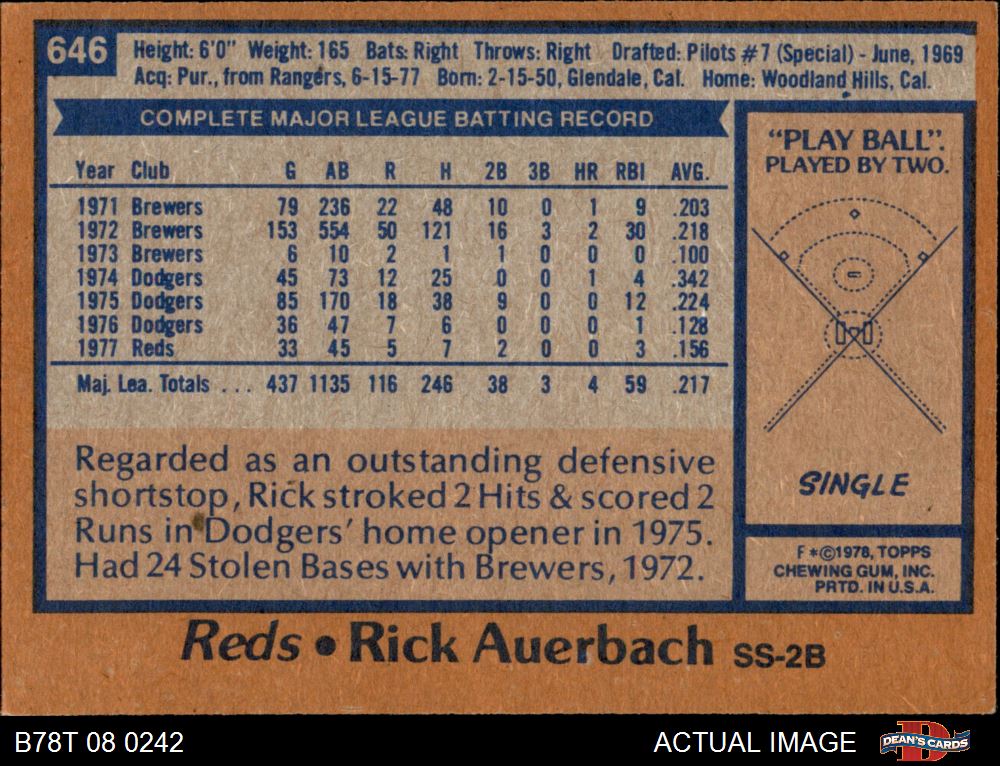 646
Height: 6'0" Weight: 165 Bats: Right Throws: Right Drafted: Pilots #7 (Special) - June, 1969
Acq: Pur., from Rangers, 6-15-77 Born: 2-15-50, Glendale, Cal. Home: Woodland Hills, Cal.
COMPLETE MAJOR LEAGUE BATTING RECORD
Year Club G AB R H 2B 3B HR RBI AVG.
1971 Brewers 79 236 22 48 10 0 1 9 .203
1972 Brewers 153 554 50 121 16 3 2 30 .218
1973 Brewers 6 10 2 1 1 0 0 0 .100
1974 Dodgers 45 73 12 25 0 0 1 4 .342
1975 Dodgers 85 170 18 38 9 0 0 12 .224
1976 Dodgers 36 47 7 6 0 0 0 1 .128
1977 Reds 33 45 5 7 2 0 0 3 .156
Maj. Lea. Totals . . . 437 1135 116 246 38 3 4 59 .217
Regarded as an outstanding defensive
shortstop, Rick stroked 2 Hits & scored 2
Runs in Dodgers' home opener in 1975.
Had 24 Stolen Bases with Brewers, 1972.
"PLAY BALL".
PLAYED BY TWO.
SINGLE
F*©1978, TOPPS
CHEWING GUM, INC.
PRTD. IN U.S.A.
Reds • Rick Auerbach SS-2B
B78T 08 0242
ACTUAL IMAGE
DEAN'S CARDS